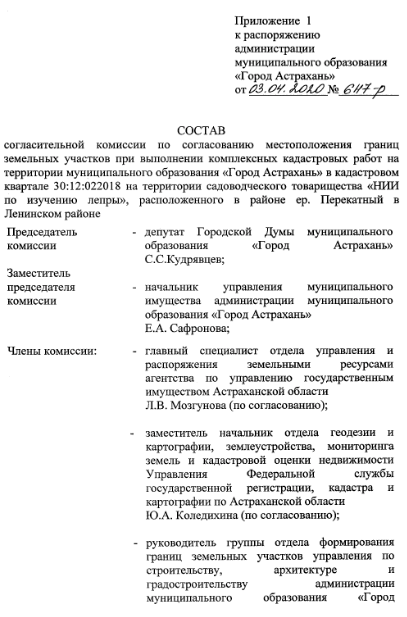 Приложение 1
к распоряжению
администрации
муниципального образования
«Город Астрахань»
от 03.04.2020 № 647-р
СОСТАВ
согласительной комиссии по согласованию местоположения границ
земельных участков при выполнении комплексных кадастровых работ на
территории муниципального образования «Город Астрахань» в кадастровом
квартале 30:12:022018 на территории садоводческого товарищества «НИИ
по изучению лепры», расположенного в районе ер. Перекатный в
Ленинском районе
Председатель - депутат Городской Думы муниципального
комиссии образования «Город Астрахань»
С.С.Кудрявцев;
Заместитель
председателя - начальник управления муниципального
комиссии имущества администрации муниципального
образования «Город Астрахань»
Е.А. Сафронова;
Члены комиссии: - главный специалист отдела управления и
распоряжения земельными ресурсами
агентства по управлению государственным
имуществом Астраханской области
Л.В. Мозгунова (по согласованию);
- заместитель начальник отдела геодезии и
картографии, землеустройства, мониторинга
земель и кадастровой оценки недвижимости
Управления Федеральной службы
государственной регистрации, кадастра и
картографии по Астраханской области
Ю.А. Коледихина (по согласованию);
- руководитель группы отдела формирования
границ земельных участков управления по
строительству, архитектуре и
градостроительству администрации
муниципального образования «Город